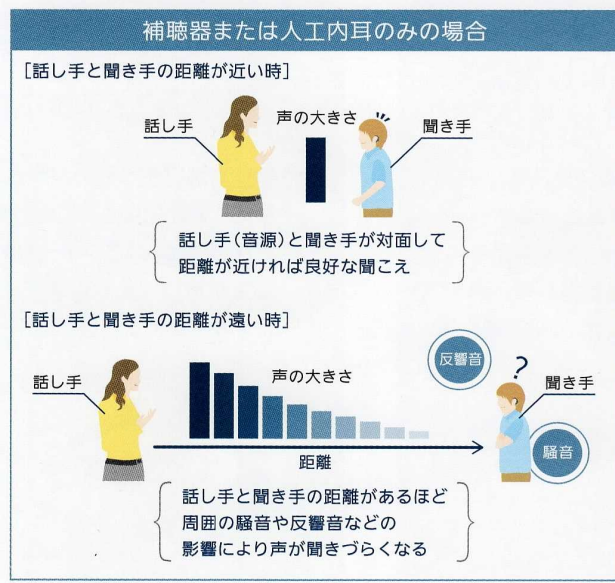 補聴器または人工内耳のみの場合
［話し手と聞き手の距離が近い時］
話し手
声の大きさ
聞き手
話し手（音源）と聞き手が対面して
距離が近ければ良好な聞こえ
［話し手と聞き手の距離が遠い時］
反響音
話し手
声の大きさ
?
聞き手
騒音
距離
話し手と聞き手の距離があるほど
周囲の騒音や反響音などの
影響により声が聞きづらくなる